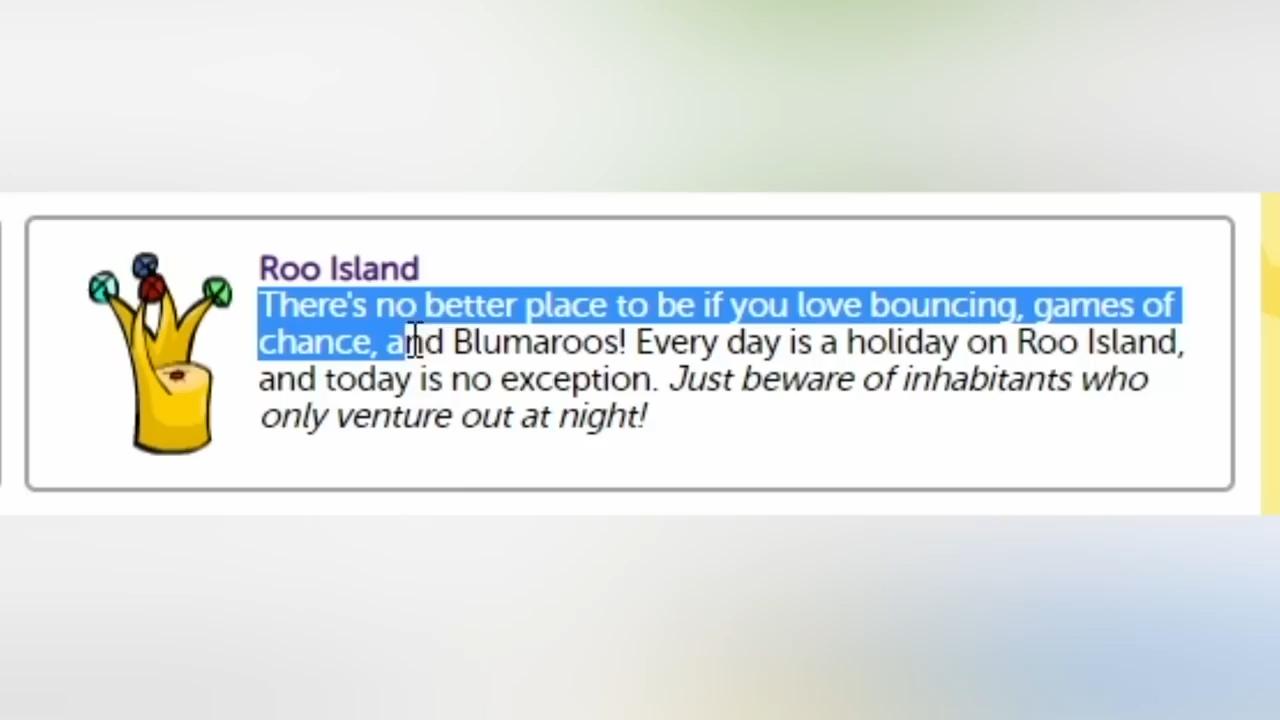 Roo Island
There's no better place to be if you love bouncing, games of
chance, and Blumaroos! Every day is a holiday on Roo Island,
and today is no exception. Just beware of inhabitants who
only venture out at night!